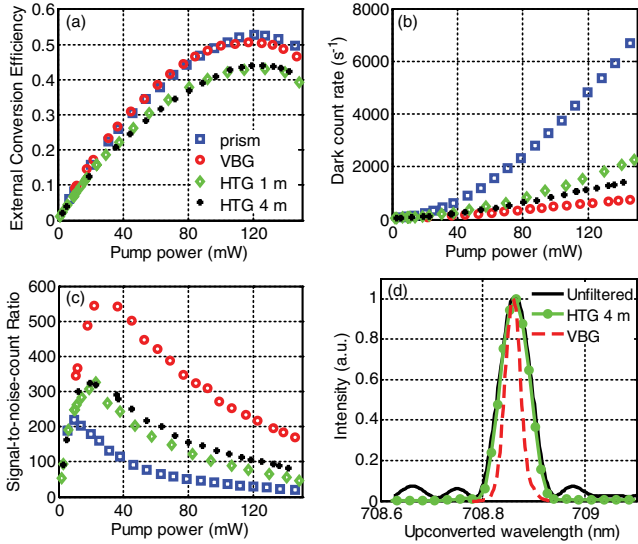 (a)
External Conversion Efficiency
0.6
0.5
0.4
0.3
0.2
0.1
0
0 40 80 120
Pump power (mW)
prism
VBG
HTG 1 m
HTG 4 m
(b)
Dark count rate (s⁻¹)
8000
6000
4000
2000
0
0 40 80 120
Pump power (mW)
(c)
Signal-to-noise-count Ratio
600
500
400
300
200
100
0
0 40 80 120
Pump power (mW)
(d)
Unfiltered
HTG 4 m
VBG
Intensity (a.u.)
1
0.8
0.6
0.4
0.2
0
708.6 708.8 709
Upconverted wavelength (nm)